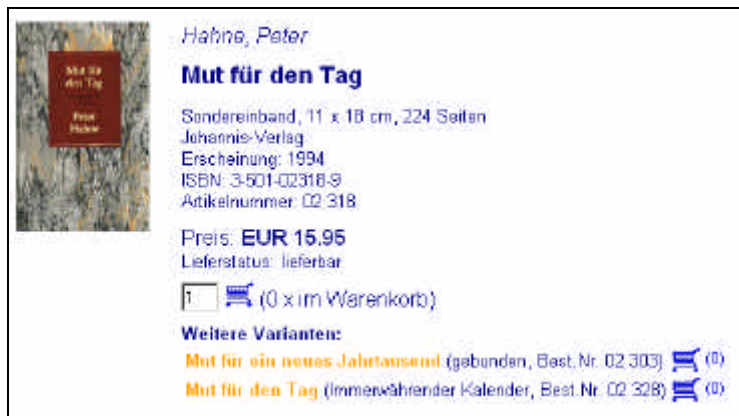 Mut für
den Tag
Peter
Hahne
Hahne, Peter
Mut für den Tag
Sondereinband, 11 x 18 cm, 224 Seiten
Johannis-Verlag
Erscheinung: 1994
ISBN: 3-501-02318-9
Artikelnummer: 02 318
Preis: EUR 15.95
Lieferstatus: lieferbar
1 (0 x im Warenkorb)
Weitere Varianten:
Mut für ein neues Jahrtausend (gebunden, Best.Nr. 02 303) (0)
Mut für den Tag (Immerwährender Kalender, Best.Nr. 02 328) (0)